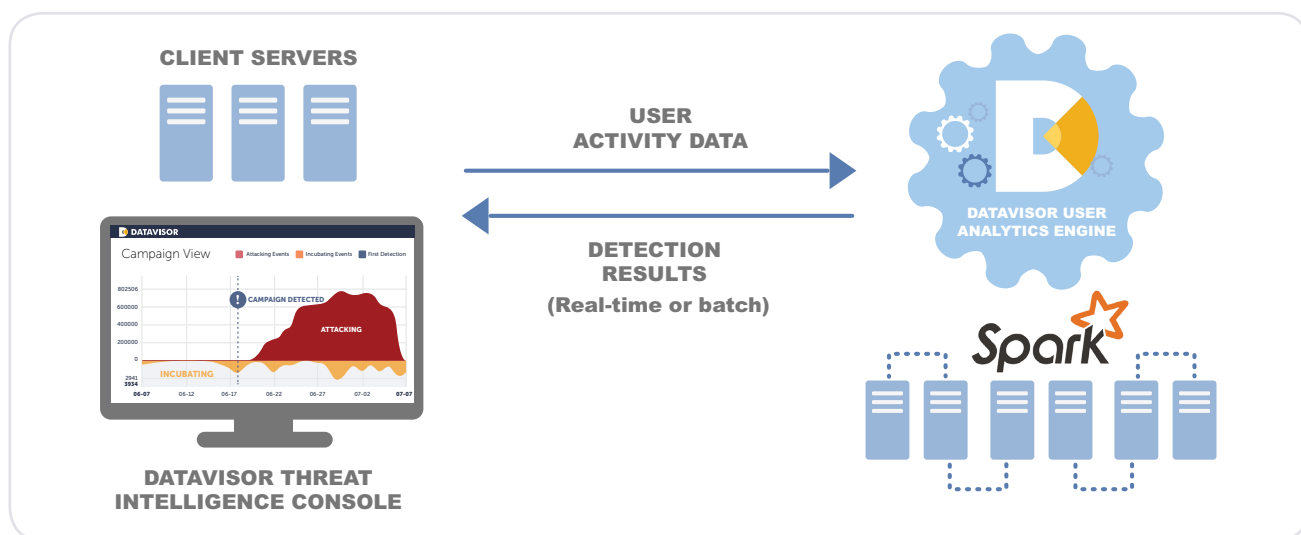 CLIENT SERVERS
USER
ACTIVITY DATA
DETECTION
RESULTS
(Real-time or batch)
DATAVISOR USER
ANALYTICS ENGINE
DATAVISOR
Campaign View
Attacking Events
Incubating Events
First Detection
802506
600000
400000
200000
0
2941
3934
! CAMPAIGN DETECTED
ATTACKING
INCUBATING
06-07
06-12
06-17
06-22
06-27
07-02
07-07
DATAVISOR THREAT
INTELLIGENCE CONSOLE
Spark